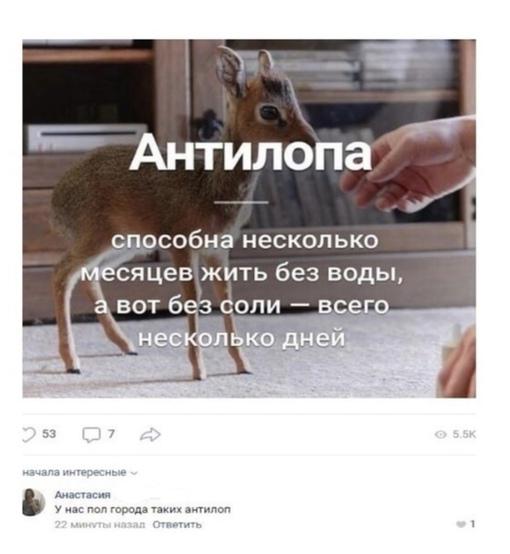 Антилопа
способна несколько
месяцев жить без воды,
а вот без соли — всего
несколько дней
53 7 5.5K
начала интересные
Анастасия
У нас пол города таких антилоп
22 минуты назад Ответить 1